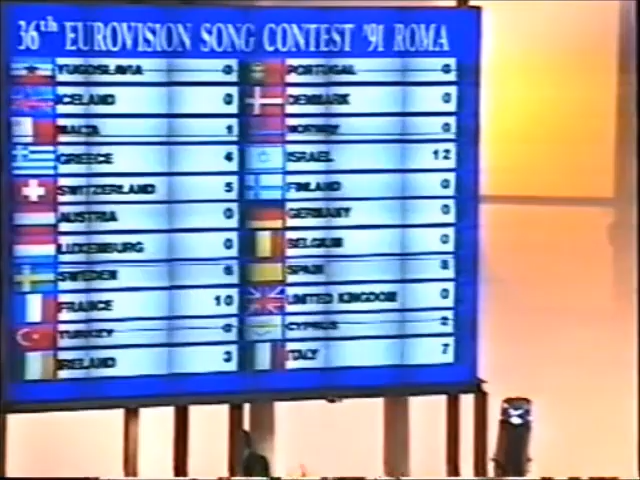 36th EUROVISION SONG CONTEST '91 ROMA
YUGOSLAVIA 0
ICELAND 0
MALTA 1
GREECE 4
SWITZERLAND 5
AUSTRIA 0
LUXEMBURG 0
SWEDEN 6
FRANCE 10
TURKEY 0
IRELAND 3
PORTUGAL 0
DENMARK 0
NORWAY 0
ISRAEL 12
FINLAND 0
GERMANY 0
BELGIUM 0
SPAIN 8
UNITED KINGDOM 0
CYPRUS 2
ITALY 7